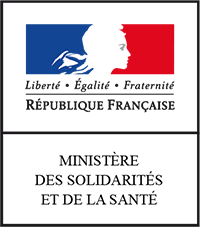 Liberté • Égalité • Fraternité
RÉPUBLIQUE FRANÇAISE
MINISTÈRE
DES SOLIDARITÉS
ET DE LA SANTÉ